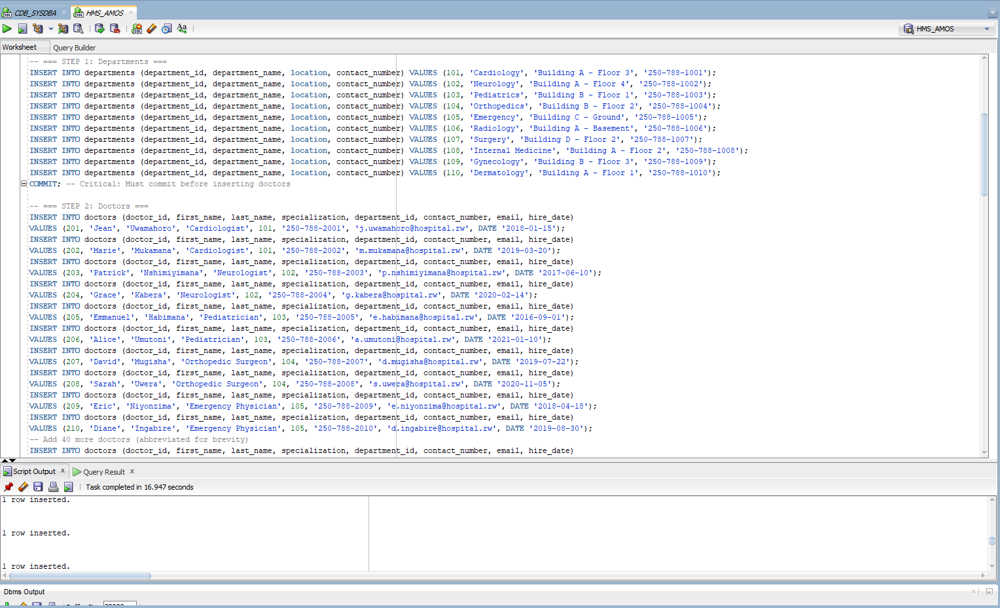 CDB_SYSDBA HMS_AMOS
HMS_AMOS
Worksheet Query Builder
-- === STEP 1: Departments ===
INSERT INTO departments (department_id, department_name, location, contact_number) VALUES (101, 'Cardiology', 'Building A - Floor 3', '250-788-1001');
INSERT INTO departments (department_id, department_name, location, contact_number) VALUES (102, 'Neurology', 'Building A - Floor 4', '250-788-1002');
INSERT INTO departments (department_id, department_name, location, contact_number) VALUES (103, 'Pediatrics', 'Building B - Floor 1', '250-788-1003');
INSERT INTO departments (department_id, department_name, location, contact_number) VALUES (104, 'Orthopedics', 'Building B - Floor 2', '250-788-1004');
INSERT INTO departments (department_id, department_name, location, contact_number) VALUES (105, 'Emergency', 'Building C - Ground', '250-788-1005');
INSERT INTO departments (department_id, department_name, location, contact_number) VALUES (106, 'Radiology', 'Building A - Basement', '250-788-1006');
INSERT INTO departments (department_id, department_name, location, contact_number) VALUES (107, 'Surgery', 'Building D - Floor 2', '250-788-1007');
INSERT INTO departments (department_id, department_name, location, contact_number) VALUES (108, 'Internal Medicine', 'Building A - Floor 2', '250-788-1008');
INSERT INTO departments (department_id, department_name, location, contact_number) VALUES (109, 'Gynecology', 'Building B - Floor 3', '250-788-1009');
INSERT INTO departments (department_id, department_name, location, contact_number) VALUES (110, 'Dermatology', 'Building A - Floor 1', '250-788-1010');
COMMIT; -- Critical: Must commit before inserting doctors
-- === STEP 2: Doctors ===
INSERT INTO doctors (doctor_id, first_name, last_name, specialization, department_id, contact_number, email, hire_date)
VALUES (201, 'Jean', 'Uwamahoro', 'Cardiologist', 101, '250-788-2001', 'j.uwamahoro@hospital.rw', DATE '2018-01-15');
INSERT INTO doctors (doctor_id, first_name, last_name, specialization, department_id, contact_number, email, hire_date)
VALUES (202, 'Marie', 'Mukamana', 'Cardiologist', 101, '250-788-2002', 'm.mukamana@hospital.rw', DATE '2019-03-20');
INSERT INTO doctors (doctor_id, first_name, last_name, specialization, department_id, contact_number, email, hire_date)
VALUES (203, 'Patrick', 'Nshimiyimana', 'Neurologist', 102, '250-788-2003', 'p.nshimiyimana@hospital.rw', DATE '2017-06-10');
INSERT INTO doctors (doctor_id, first_name, last_name, specialization, department_id, contact_number, email, hire_date)
VALUES (204, 'Grace', 'Kabera', 'Neurologist', 102, '250-788-2004', 'g.kabera@hospital.rw', DATE '2020-02-14');
INSERT INTO doctors (doctor_id, first_name, last_name, specialization, department_id, contact_number, email, hire_date)
VALUES (205, 'Emmanuel', 'Habimana', 'Pediatrician', 103, '250-788-2005', 'e.habimana@hospital.rw', DATE '2016-09-01');
INSERT INTO doctors (doctor_id, first_name, last_name, specialization, department_id, contact_number, email, hire_date)
VALUES (206, 'Alice', 'Umutoni', 'Pediatrician', 103, '250-788-2006', 'a.umutoni@hospital.rw', DATE '2021-01-10');
INSERT INTO doctors (doctor_id, first_name, last_name, specialization, department_id, contact_number, email, hire_date)
VALUES (207, 'David', 'Mugisha', 'Orthopedic Surgeon', 104, '250-788-2007', 'd.mugisha@hospital.rw', DATE '2019-07-22');
INSERT INTO doctors (doctor_id, first_name, last_name, specialization, department_id, contact_number, email, hire_date)
VALUES (208, 'Sarah', 'Uwera', 'Orthopedic Surgeon', 104, '250-788-2008', 's.uwera@hospital.rw', DATE '2020-11-05');
INSERT INTO doctors (doctor_id, first_name, last_name, specialization, department_id, contact_number, email, hire_date)
VALUES (209, 'Eric', 'Niyonzima', 'Emergency Physician', 105, '250-788-2009', 'e.niyonzima@hospital.rw', DATE '2018-04-18');
INSERT INTO doctors (doctor_id, first_name, last_name, specialization, department_id, contact_number, email, hire_date)
VALUES (210, 'Diane', 'Ingabire', 'Emergency Physician', 105, '250-788-2010', 'd.ingabire@hospital.rw', DATE '2019-08-30');
-- Add 40 more doctors (abbreviated for brevity)
INSERT INTO doctors (doctor_id, first_name, last_name, specialization, department_id, contact_number, email, hire_date)
Script Output Query Result
Task completed in 16.947 seconds
1 row inserted.
1 row inserted.
1 row inserted.
Dbms Output